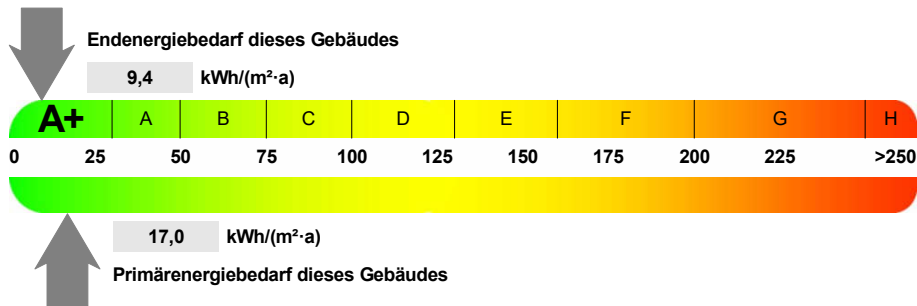 Endenergiebedarf dieses Gebäudes
9,4 kWh/(m²·a)
A+ A B C D E F G H
0 25 50 75 100 125 150 175 200 225 >250
17,0 kWh/(m²·a)
Primärenergiebedarf dieses Gebäudes